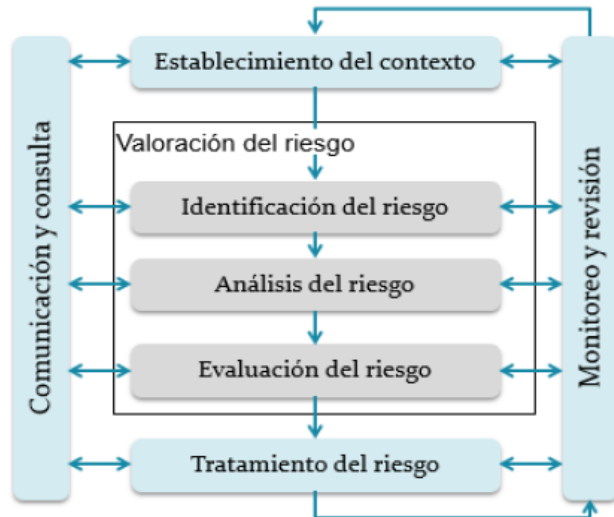 Establecimiento del contexto
Comunicación y consulta
Valoración del riesgo
Identificación del riesgo
Análisis del riesgo
Evaluación del riesgo
Tratamiento del riesgo
Monitoreo y revisión